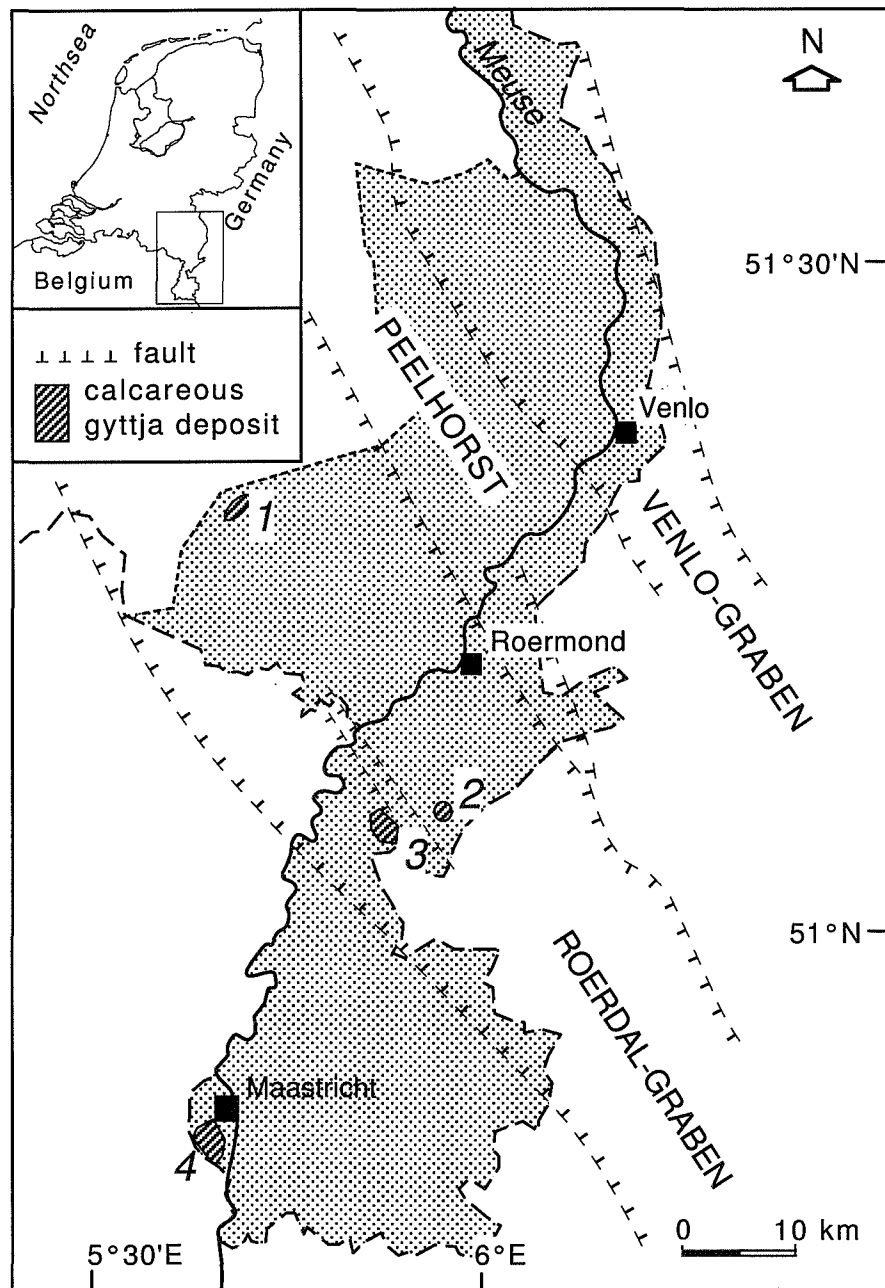 Northsea
Germany
Belgium
fault
calcareous
gyttja deposit
N
Meuse
51°30'N
PEELHORST
Venlo
1
VENLO-GRABEN
Roermond
2
3
51°N
ROERDAL-GRABEN
Maastricht
4
5°30'E
6°E
0 10 km